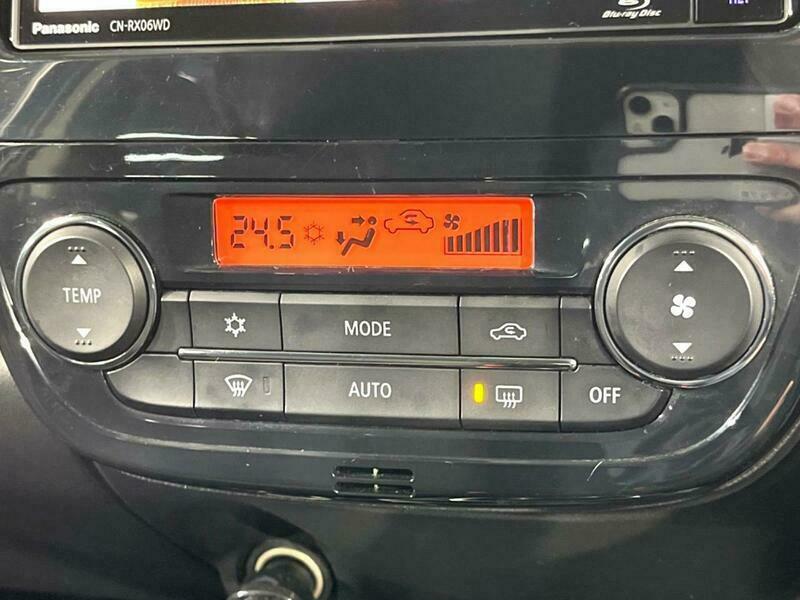 Panasonic CN-RX06WD
Blu-ray Disc
24.5
TEMP
MODE
AUTO
OFF